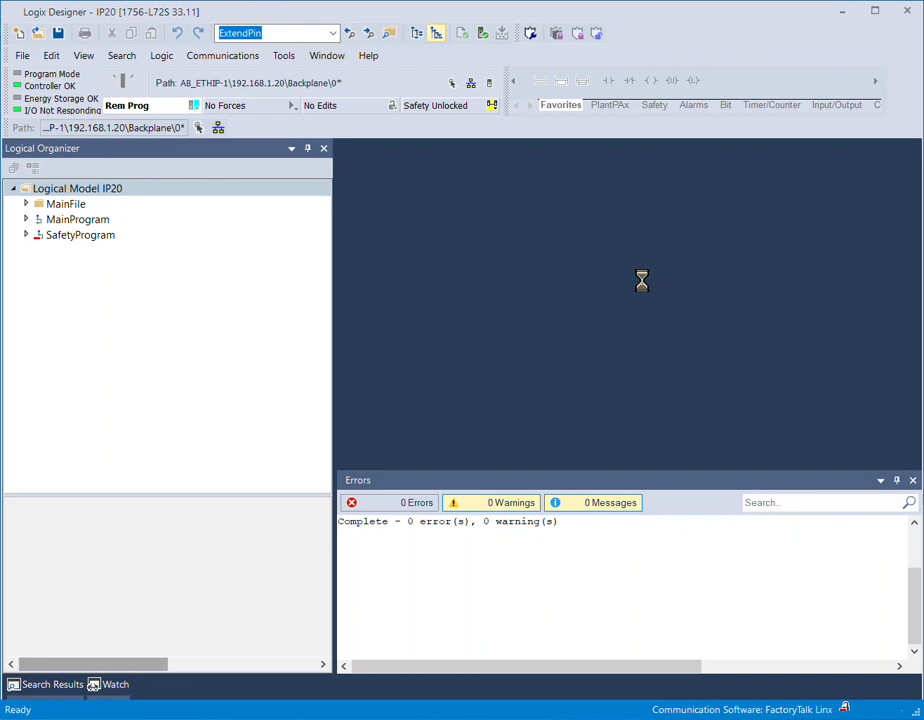 Logix Designer - IP20 [1756-L72S 33.11]
ExtendPin
File Edit View Search Logic Communications Tools Window Help
Program Mode
Controller OK
Energy Storage OK
I/O Not Responding
Path: AB_ETHIP-1\192.168.1.20\Backplane\0*
Rem Prog No Forces No Edits Safety Unlocked
Favorites PlantPAx Safety Alarms Bit Timer/Counter Input/Output C
Path: ...P-1\192.168.1.20\Backplane\0*
Logical Organizer
Logical Model IP20
MainFile
MainProgram
SafetyProgram
Errors
0 Errors 0 Warnings 0 Messages Search...
Complete - 0 error(s), 0 warning(s)
Search Results Watch
Ready
Communication Software: FactoryTalk Linx